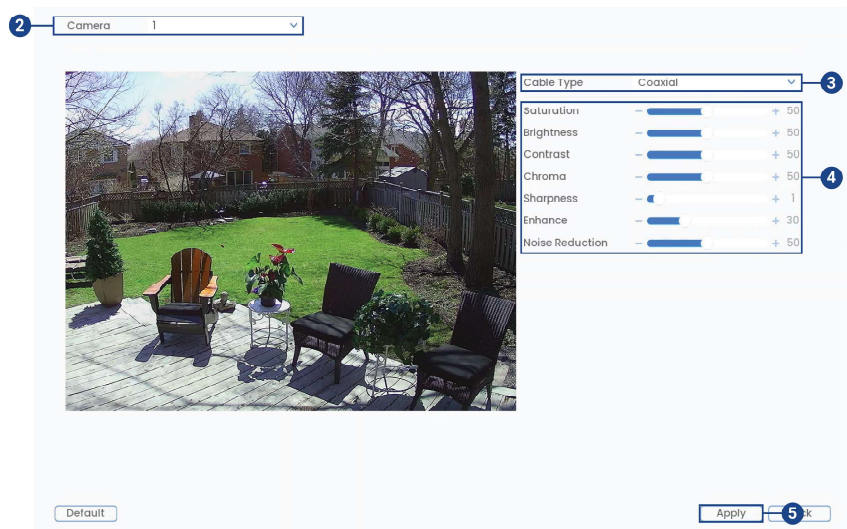 2 Camera 1
Cable Type Coaxial 3
Saturation - + 50
Brightness - + 50
Contrast - + 50
Chroma - + 50 4
Sharpness - + 1
Enhance - + 30
Noise Reduction - + 50
Default Apply 5